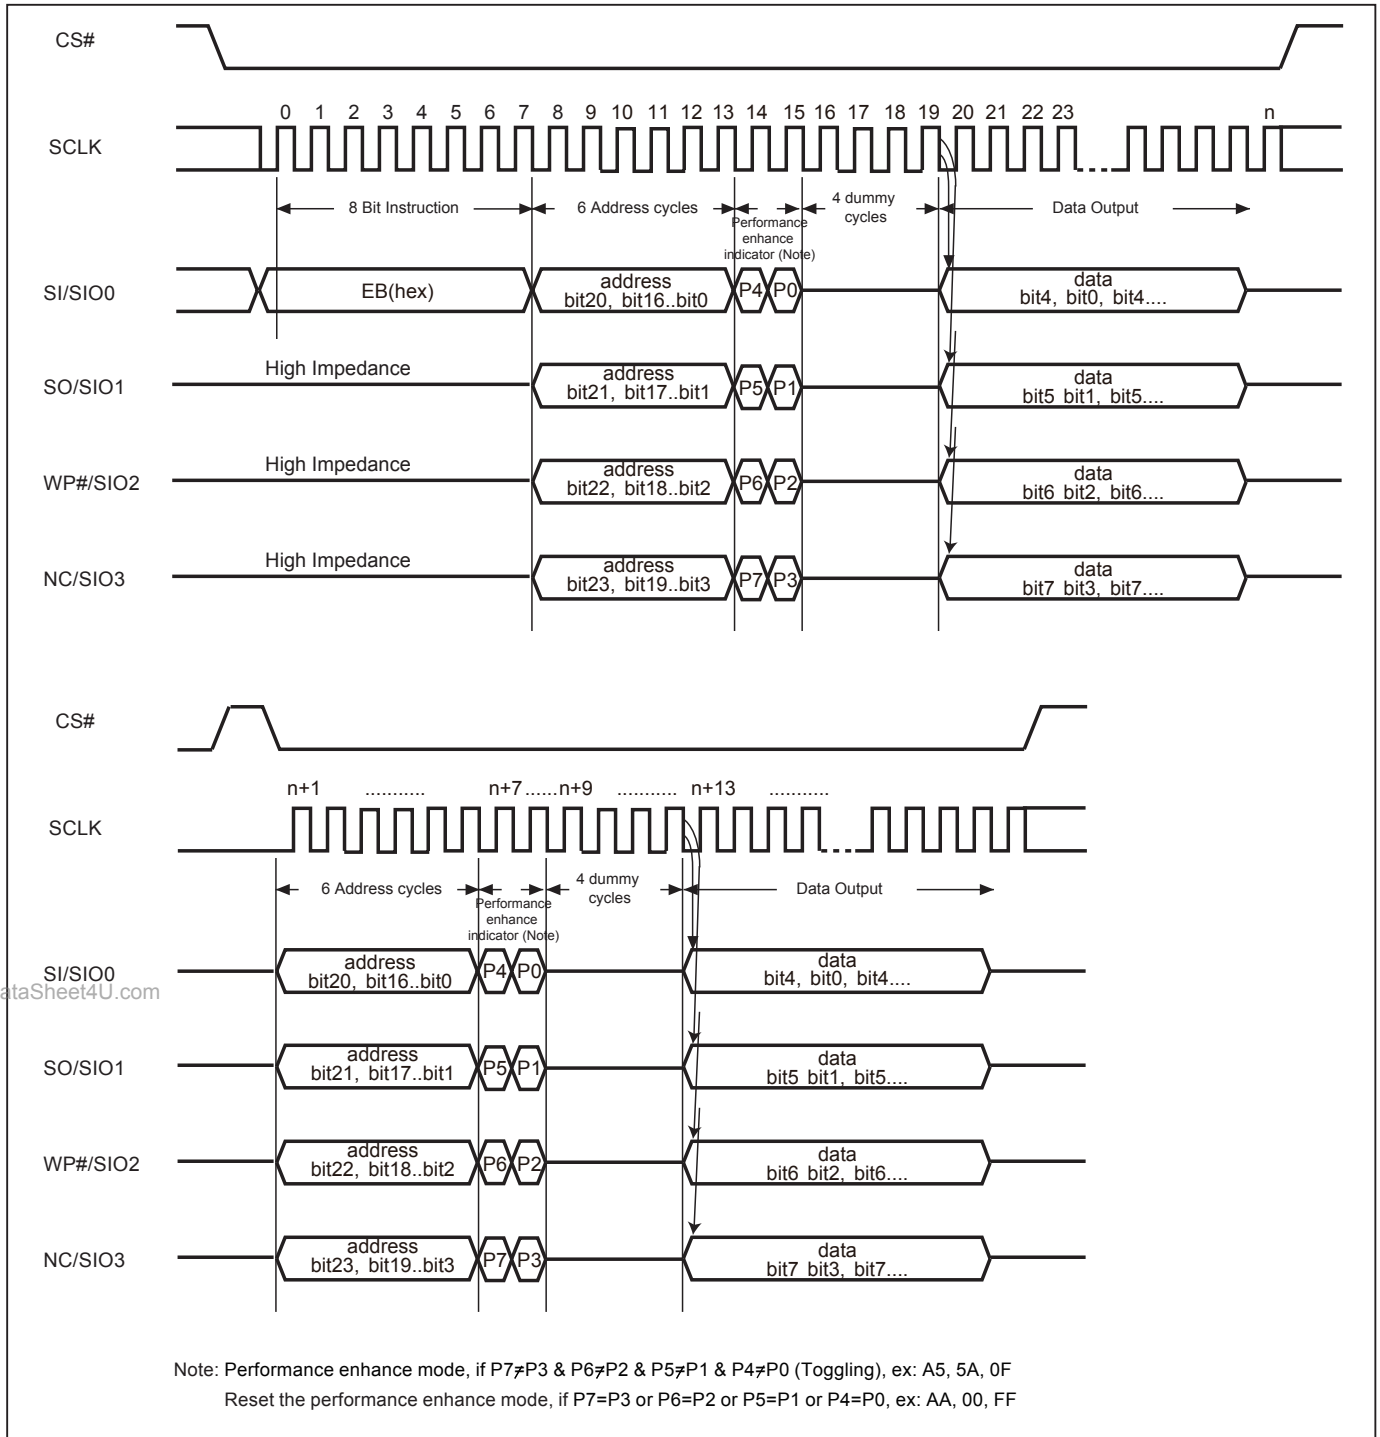 CS#
0 1 2 3 4 5 6 7 8 9 10 11 12 13 14 15 16 17 18 19 20 21 22 23 n
SCLK
8 Bit Instruction
6 Address cycles
Performance
enhance
indicator (Note)
4 dummy
cycles
Data Output
SI/SIO0
EB(hex)
address
bit20, bit16..bit0
P4 P0
data
bit4, bit0, bit4....
SO/SIO1
High Impedance
address
bit21, bit17..bit1
P5 P1
data
bit5 bit1, bit5....
WP#/SIO2
High Impedance
address
bit22, bit18..bit2
P6 P2
data
bit6 bit2, bit6....
NC/SIO3
High Impedance
address
bit23, bit19..bit3
P7 P3
data
bit7 bit3, bit7....
CS#
n+1 ........... n+7......n+9 ........... n+13 ...........
SCLK
6 Address cycles
Performance
enhance
indicator (Note)
4 dummy
cycles
Data Output
SI/SIO0
address
bit20, bit16..bit0
P4 P0
data
bit4, bit0, bit4....
ataSheet4U.com
SO/SIO1
address
bit21, bit17..bit1
P5 P1
data
bit5 bit1, bit5....
WP#/SIO2
address
bit22, bit18..bit2
P6 P2
data
bit6 bit2, bit6....
NC/SIO3
address
bit23, bit19..bit3
P7 P3
data
bit7 bit3, bit7....
Note: Performance enhance mode, if P7≠P3 & P6≠P2 & P5≠P1 & P4≠P0 (Toggling), ex: A5, 5A, 0F
Reset the performance enhance mode, if P7=P3 or P6=P2 or P5=P1 or P4=P0, ex: AA, 00, FF